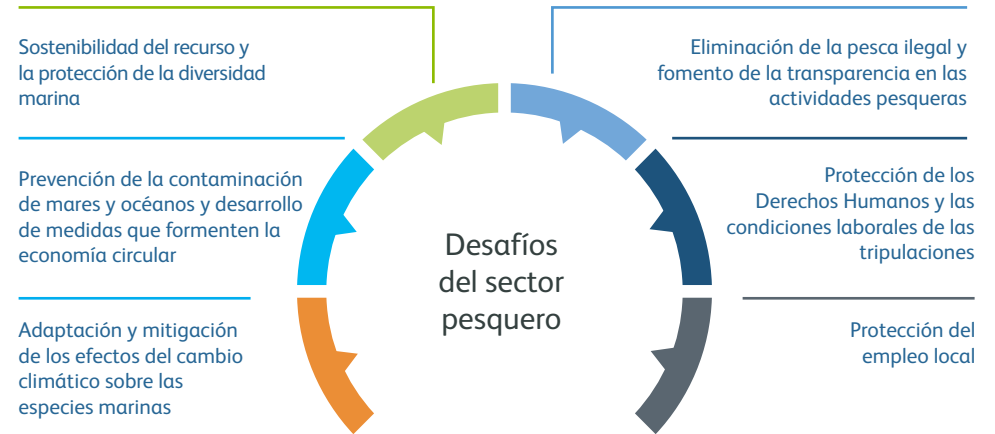 Sostenibilidad del recurso y
la protección de la diversidad
marina
Prevención de la contaminación
de mares y océanos y desarrollo
de medidas que formenten la
economía circular
Adaptación y mitigación
de los efectos del cambio
climático sobre las
especies marinas
Desafíos
del sector
pesquero
Eliminación de la pesca ilegal y
fomento de la transparencia en las
actividades pesqueras
Protección de los
Derechos Humanos y las
condiciones laborales de las
tripulaciones
Protección del
empleo local